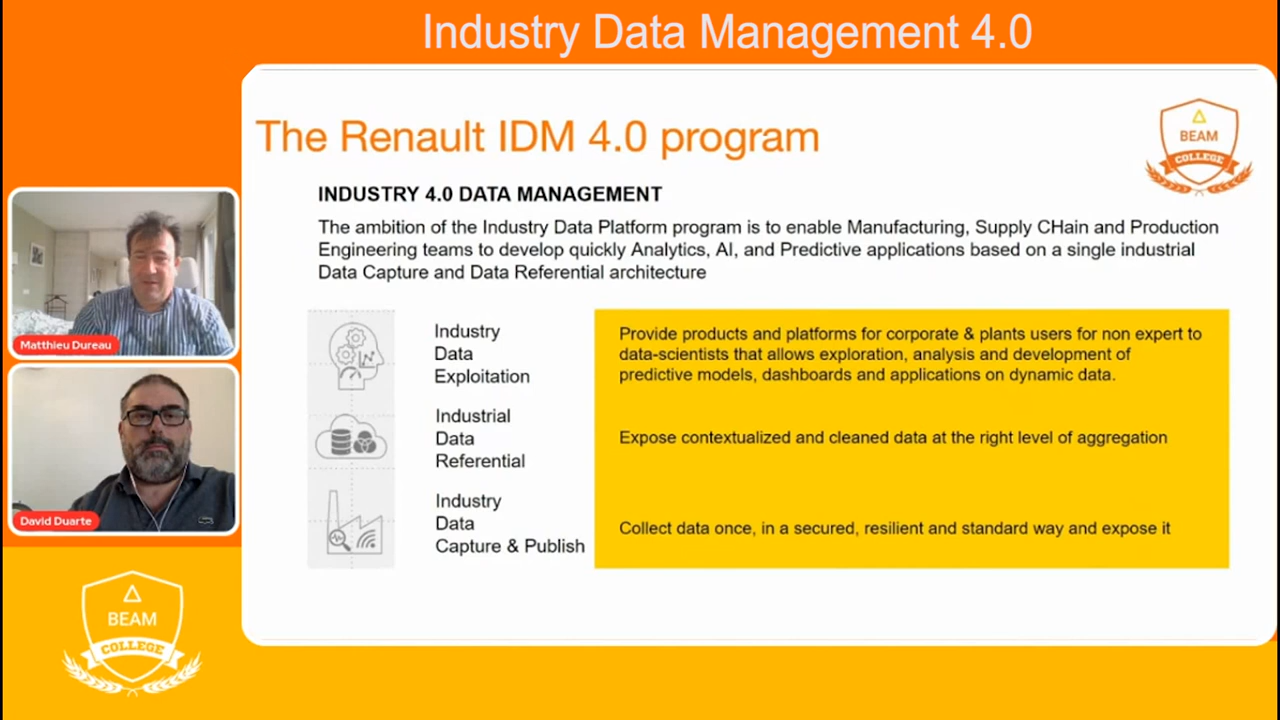 Industry Data Management 4.0
The Renault IDM 4.0 program
BEAM
COLLEGE
INDUSTRY 4.0 DATA MANAGEMENT
The ambition of the Industry Data Platform program is to enable Manufacturing, Supply CHain and Production
Engineering teams to develop quickly Analytics, AI, and Predictive applications based on a single industrial
Data Capture and Data Referential architecture
Industry
Data
Exploitation
Provide products and platforms for corporate & plants users for non expert to
data-scientists that allows exploration, analysis and development of
predictive models, dashboards and applications on dynamic data.
Industrial
Data
Referential
Expose contextualized and cleaned data at the right level of aggregation
Industry
Data
Capture & Publish
Collect data once, in a secured, resilient and standard way and expose it
Matthieu Dureau
David Duarte
BEAM
COLLEGE